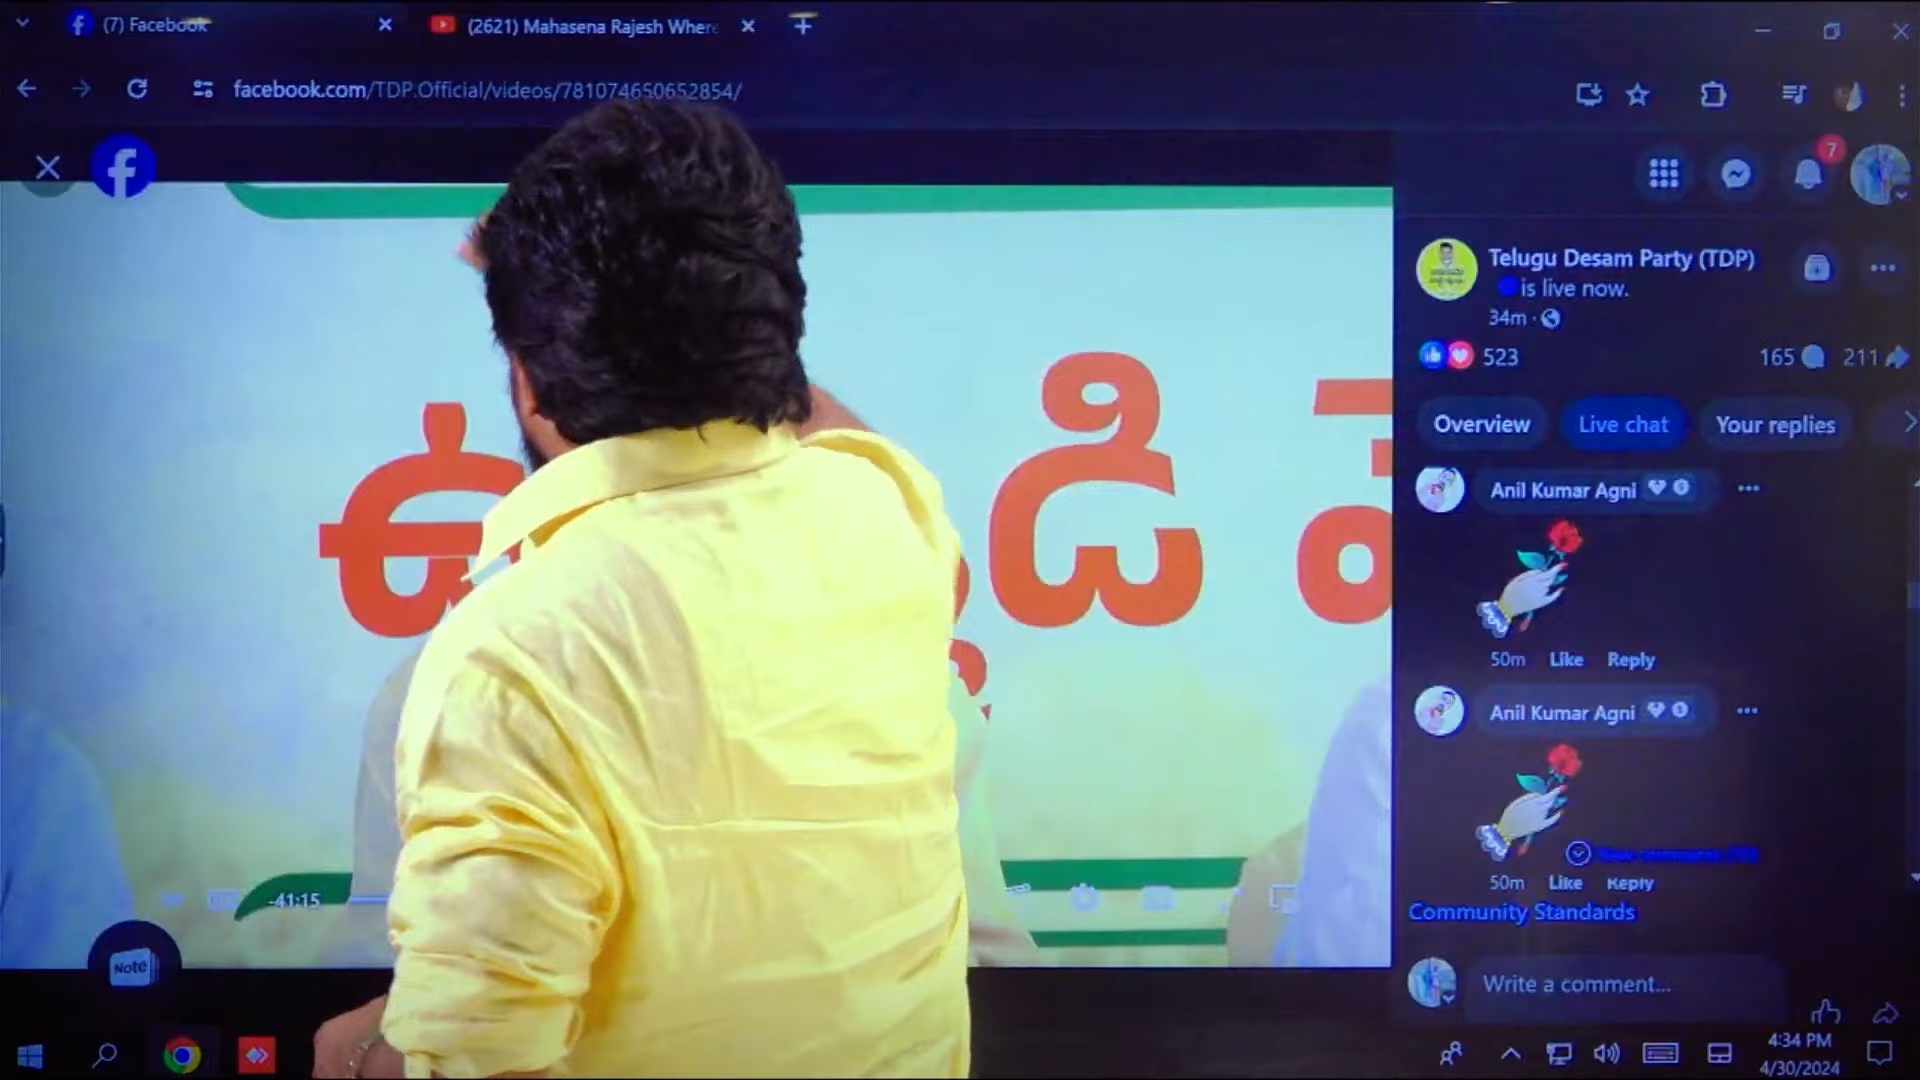 (7) Facebook
(2621) Mahasena Rajesh Where
facebook.com/TDP.Official/videos/781074650652854/
7
Telugu Desam Party (TDP)
is live now.
34m
523
165
211
Overview
Live chat
Your replies
Anil Kumar Agni
50m Like Reply
Anil Kumar Agni
50m Like Reply
Community Standards
Write a comment...
-41:15
Note
4:34 PM
4/30/2024